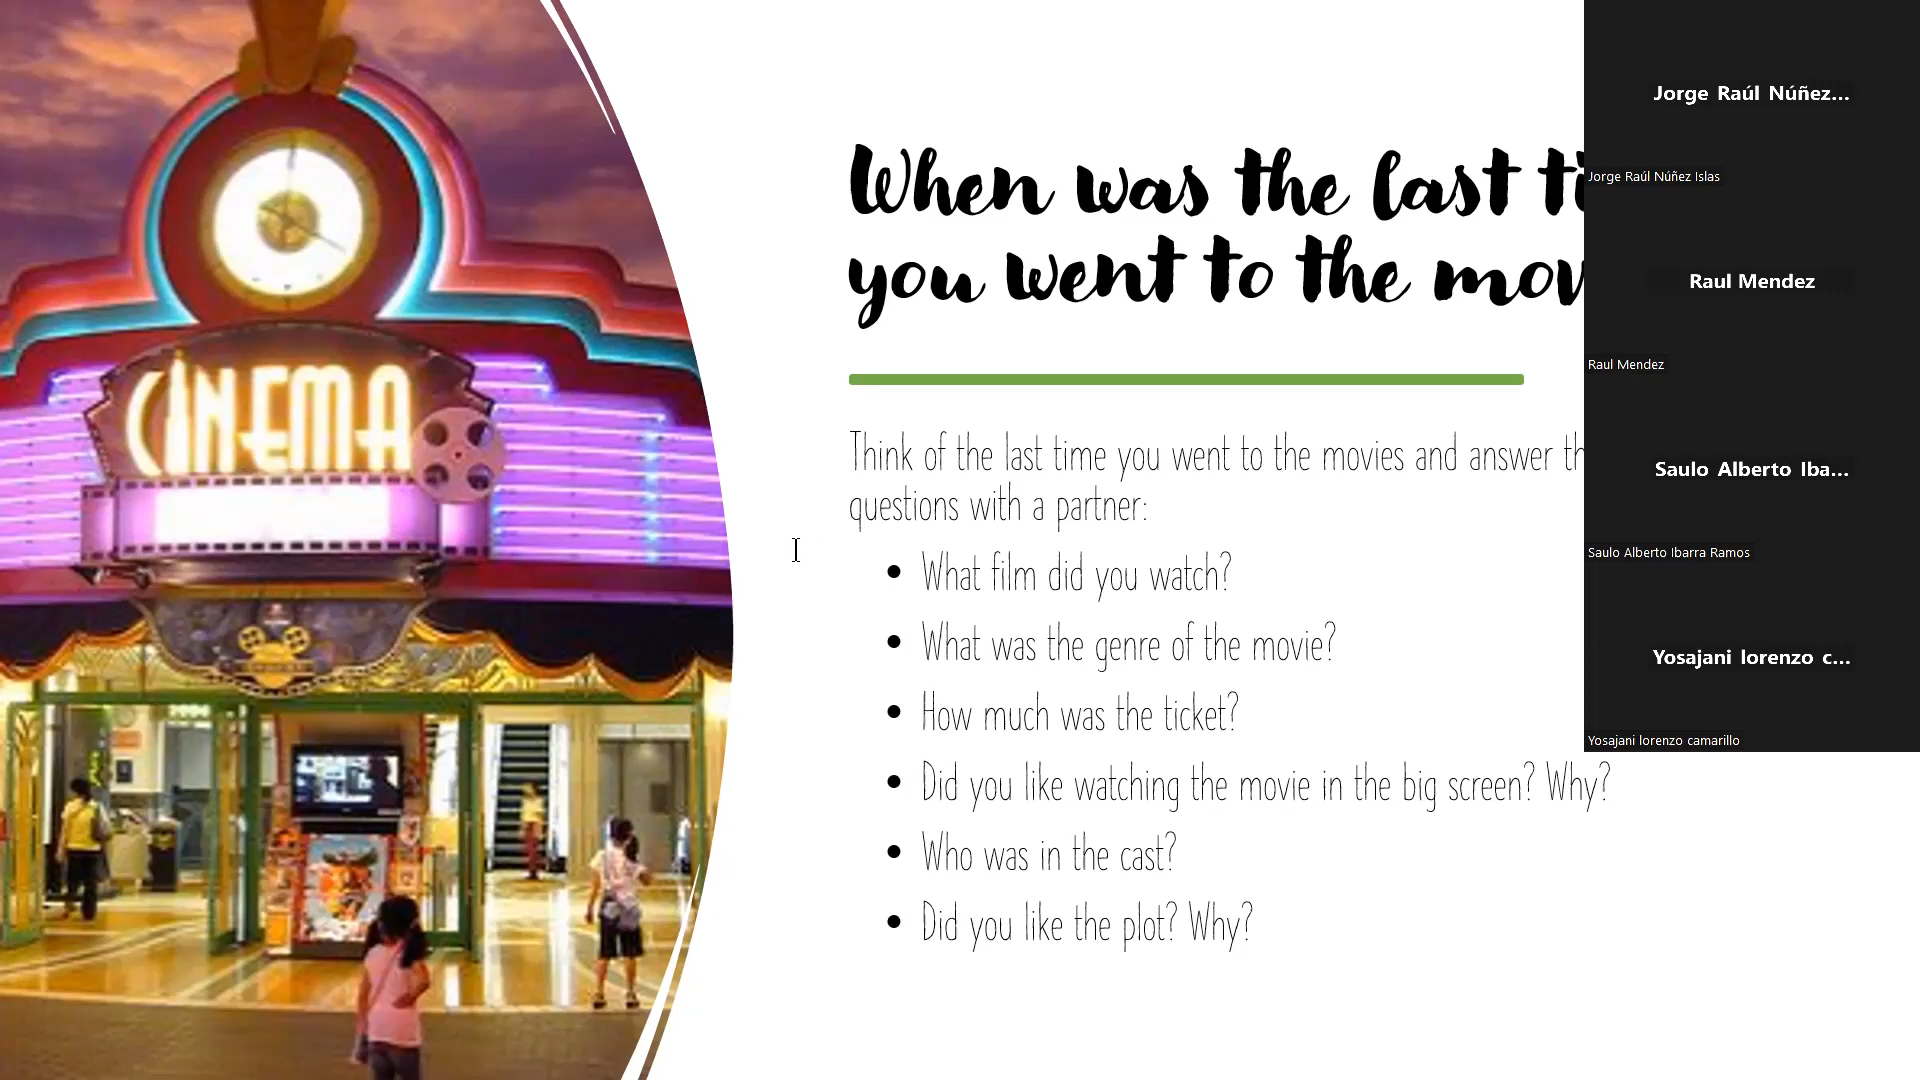 When was the last ti
you went to the mov
Think of the last time you went to the movies and answer th
questions with a partner:
• What film did you watch?
• What was the genre of the movie?
• How much was the ticket?
• Did you like watching the movie in the big screen? Why?
• Who was in the cast?
• Did you like the plot? Why?
CINEMA
Jorge Raúl Núñez...
Jorge Raúl Núñez Islas
Raul Mendez
Raul Mendez
Saulo Alberto Iba...
Saulo Alberto Ibarra Ramos
Yosajani lorenzo c...
Yosajani lorenzo camarillo